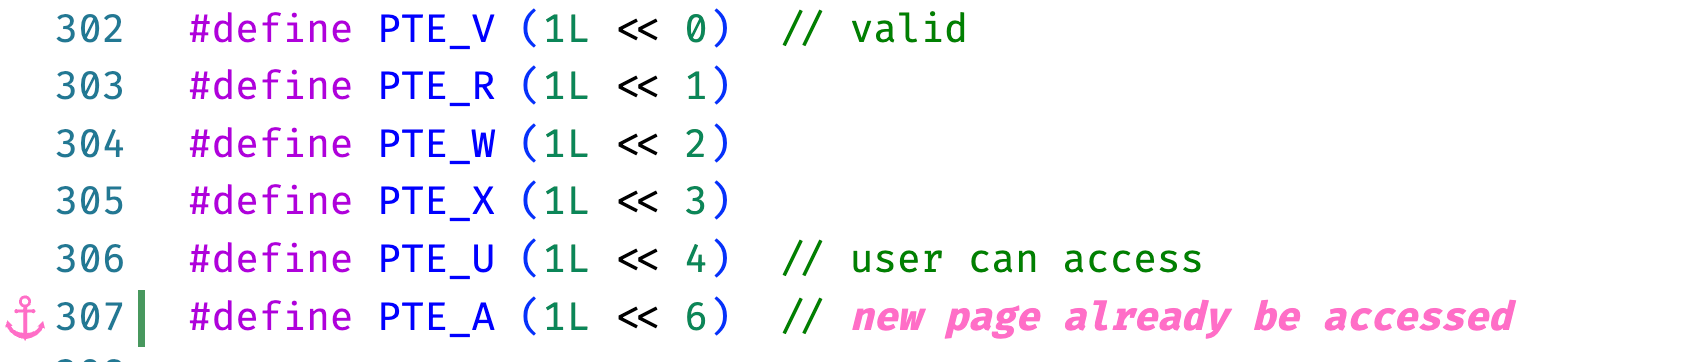 302 #define PTE_V (1L << 0) // valid
303 #define PTE_R (1L << 1)
304 #define PTE_W (1L << 2)
305 #define PTE_X (1L << 3)
306 #define PTE_U (1L << 4) // user can access
307 #define PTE_A (1L << 6) // new page already be accessed